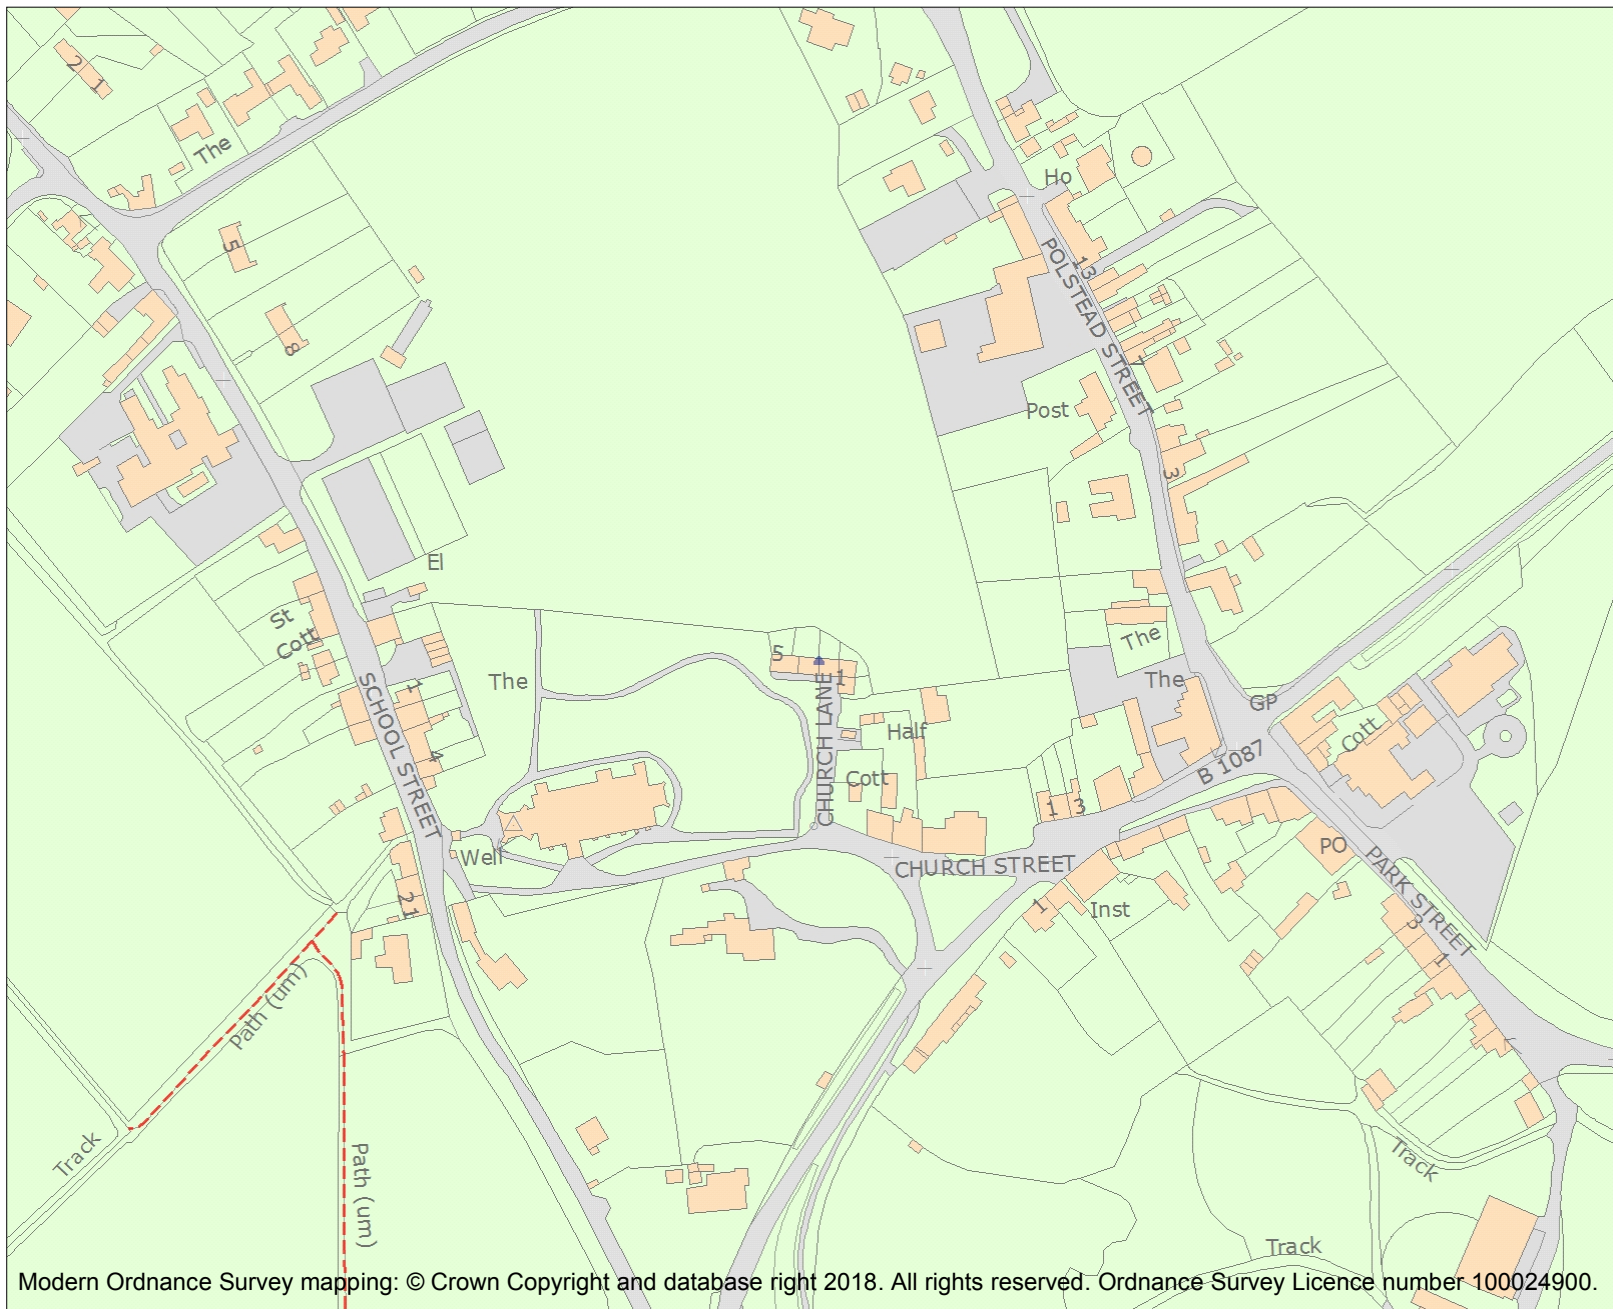 2 1
The
Ho
5
POLSTEAD STREET
13
8
7
Post
3
El
St
Cott
The
The
The
5
1
SCHOOL STREET
1
4
CHURCH LANE
Half
Cott
GP
B 1087
Cott
1 3
Well
CHURCH STREET
PO
PARK STREET
21
1
Inst
3
1
Path (um)
Track
Path (um)
Track
Track
Modern Ordnance Survey mapping: © Crown Copyright and database right 2018. All rights reserved. Ordnance Survey Licence number 100024900.